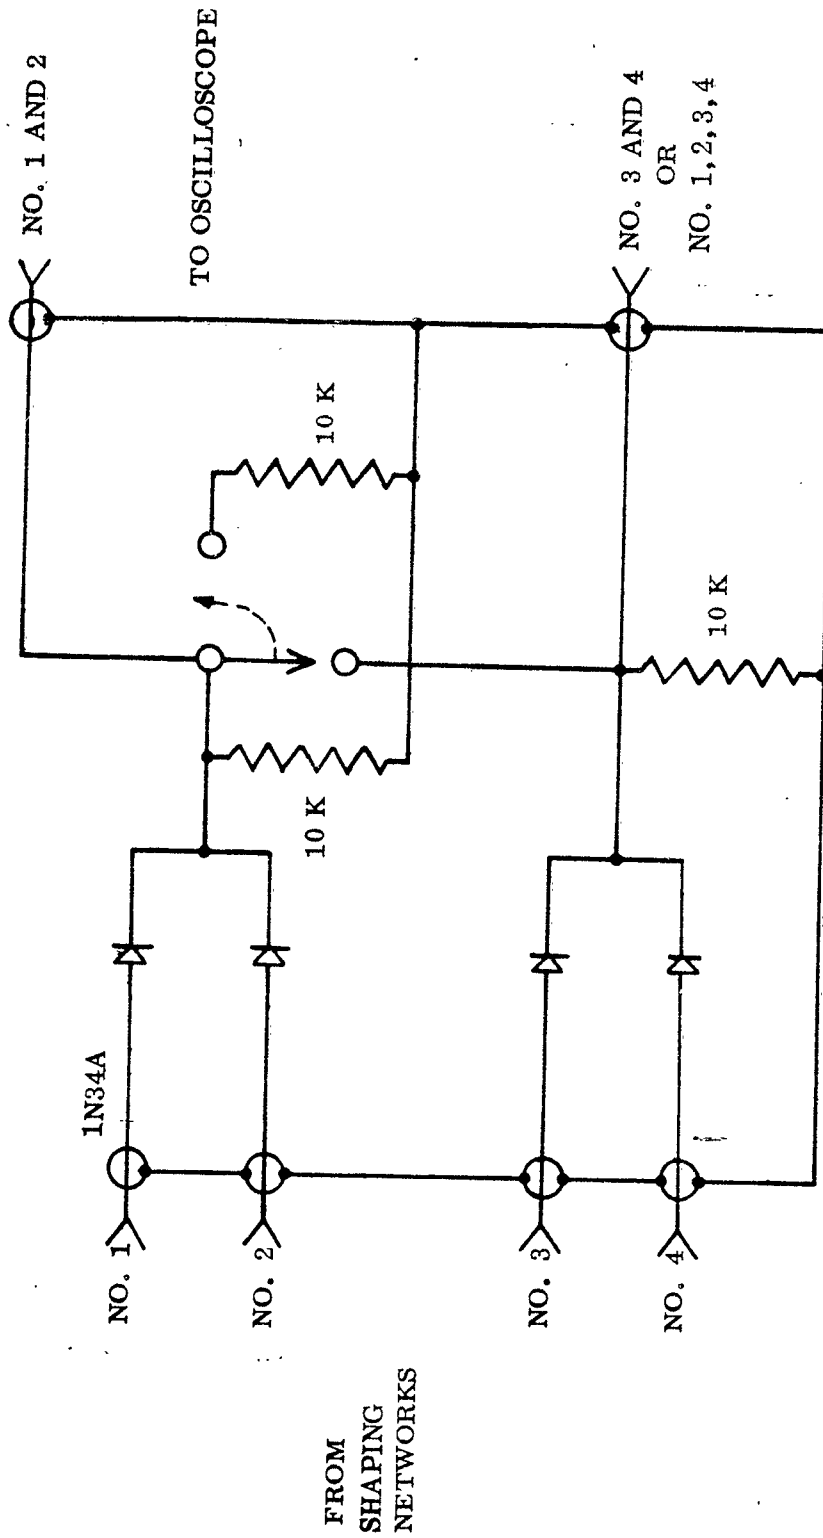 FROM
SHAPING
NETWORKS
NO. 1
NO. 2
NO. 3
NO. 4
1N34A
10 K
10 K
10 K
TO OSCILLOSCOPE
NO. 1 AND 2
NO. 3 AND 4
OR
NO. 1,2,3,4